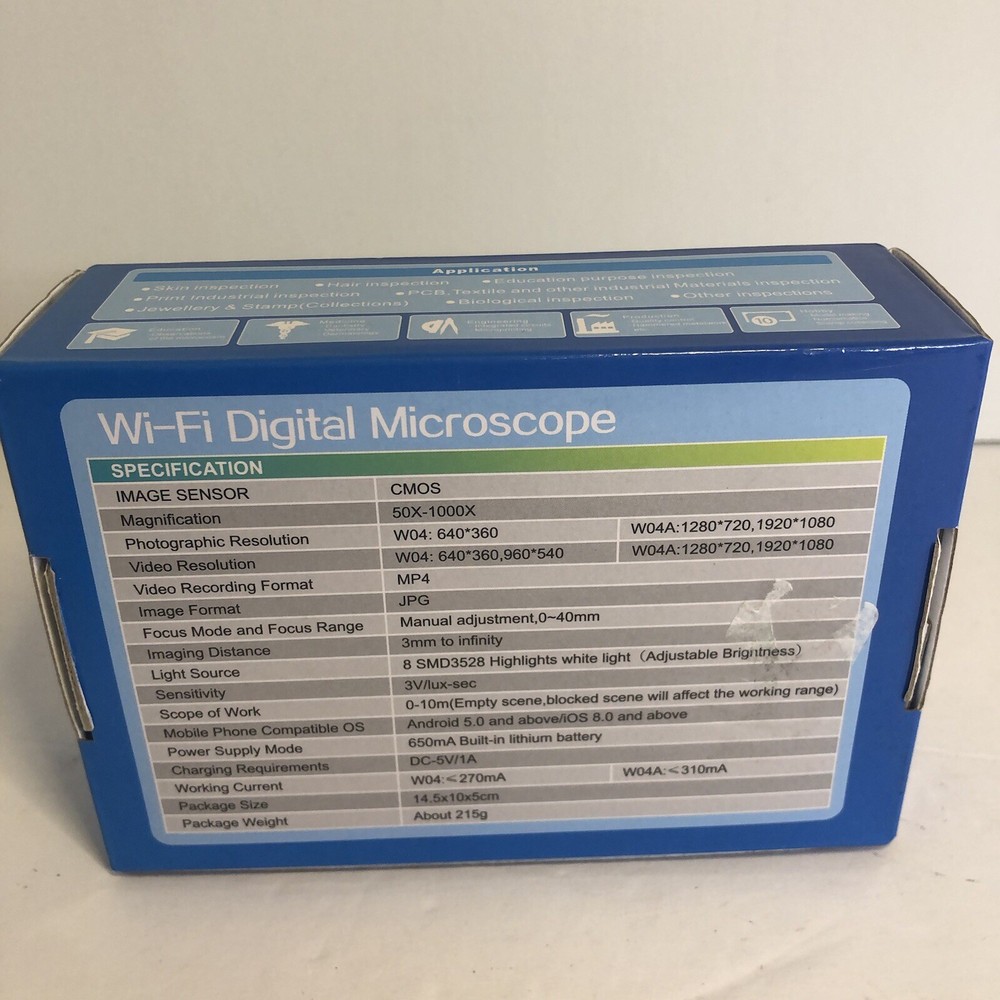 Application
• Skin inspection • Hair inspection • Education purpose inspection
• Print industrial inspection • PCB, Textile and other industrial Materials inspection
• Jewellery & Stamp(Collections) • Biological inspection • Other inspections
Education Medicine Engineering Production
10
Wi-Fi Digital Microscope
SPECIFICATION
IMAGE SENSOR CMOS
Magnification 50X-1000X
Photographic Resolution W04: 640*360 W04A:1280*720,1920*1080
Video Resolution W04: 640*360,960*540 W04A:1280*720,1920*1080
Video Recording Format MP4
Image Format JPG
Focus Mode and Focus Range Manual adjustment,0~40mm
Imaging Distance 3mm to infinity
Light Source 8 SMD3528 Highlights white light（Adjustable Brightness）
Sensitivity 3V/lux-sec
Scope of Work 0-10m(Empty scene,blocked scene will affect the working range)
Mobile Phone Compatible OS Android 5.0 and above/iOS 8.0 and above
Power Supply Mode 650mA Built-in lithium battery
Charging Requirements DC-5V/1A
Working Current W04:≤270mA W04A:≤310mA
Package Size 14.5x10x5cm
Package Weight About 215g